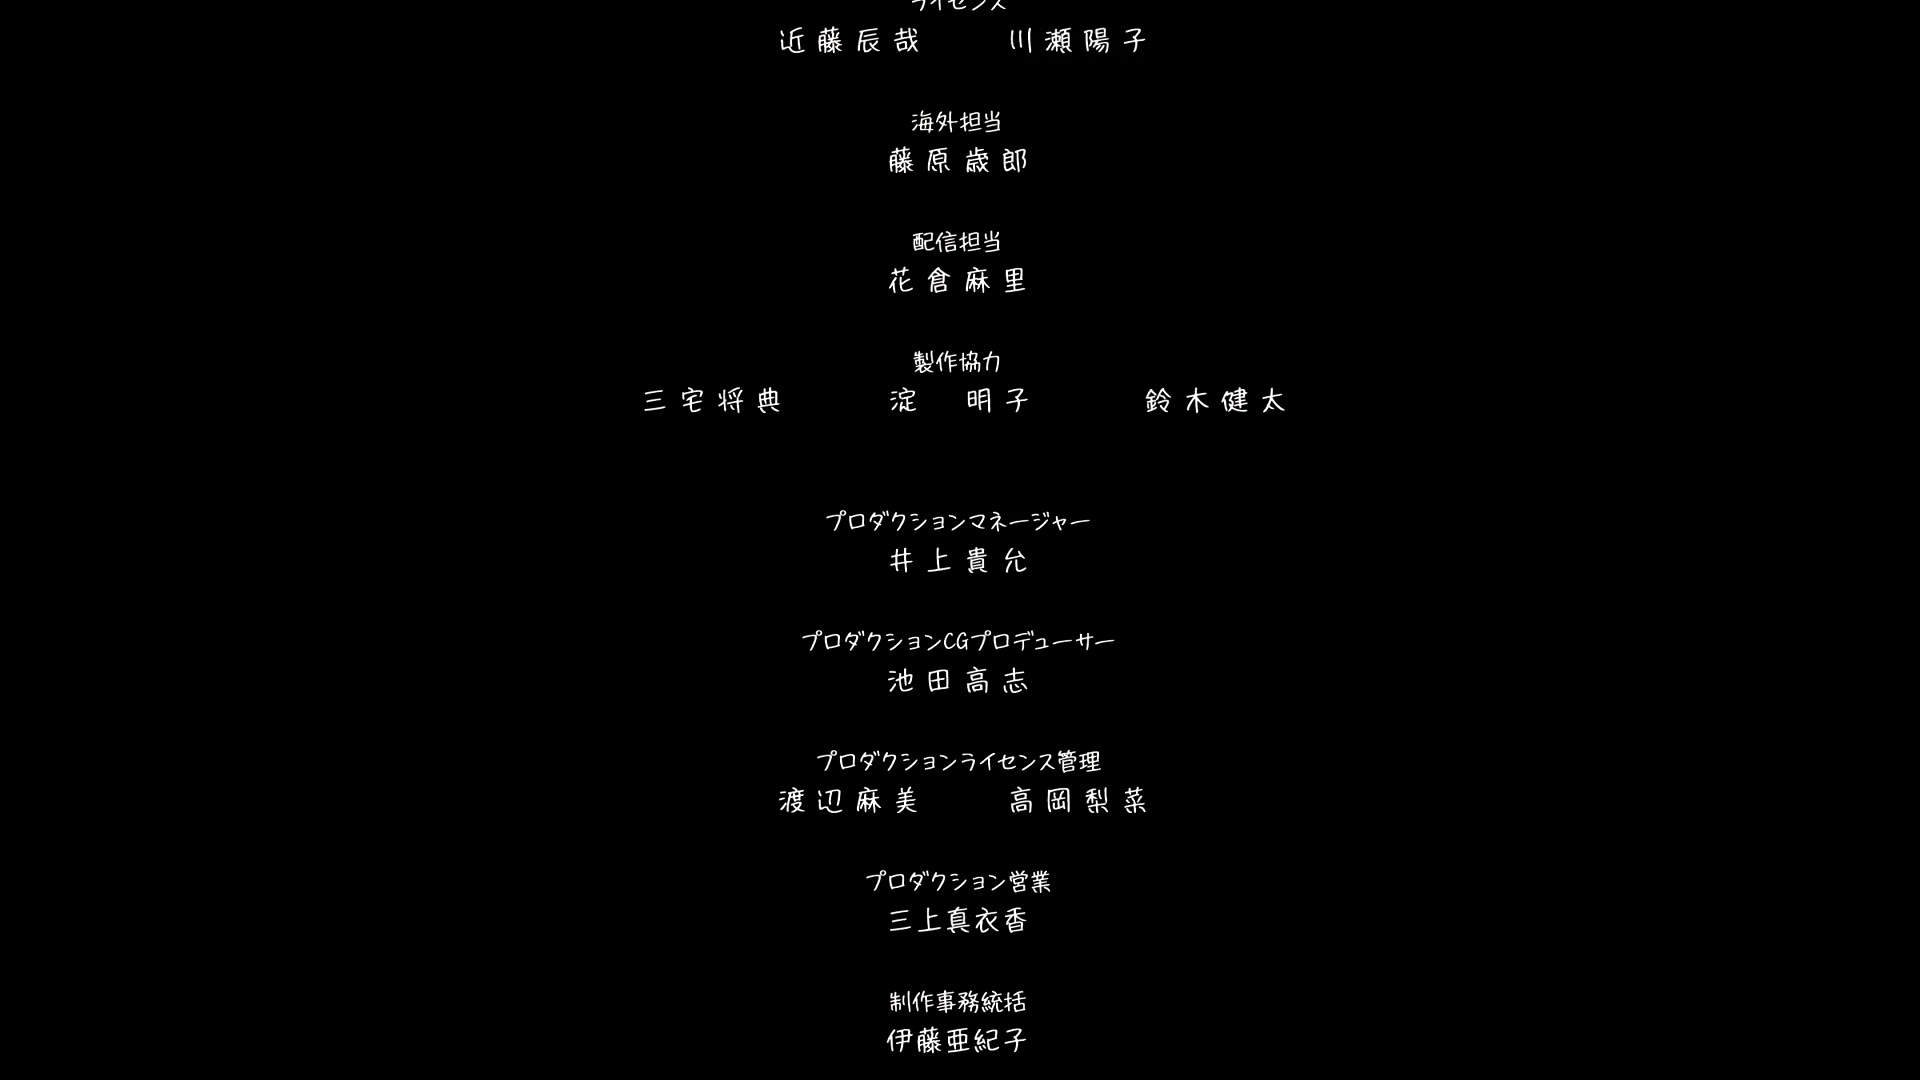 ライセンス
近藤辰哉 川瀬陽子
海外担当
藤原歳郎
配信担当
花倉麻里
製作協力
三宅将典 淀 明子 鈴木健太
プロダクションマネージャー
井上貴允
プロダクションCGプロデューサー
池田高志
プロダクションライセンス管理
渡辺麻美 高岡梨菜
プロダクション営業
三上真衣香
制作事務統括
伊藤亜紀子